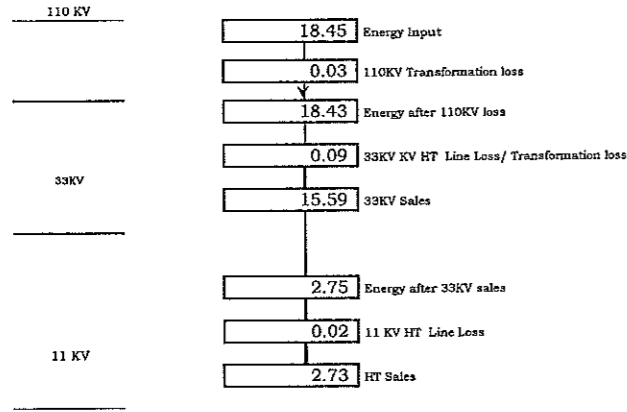 110 KV
18.45 Energy Input
0.03 110KV Transformation loss
18.43 Energy after 110KV loss
0.09 33KV KV HT Line Loss/ Transformation loss
33KV
15.59 33KV Sales
2.75 Energy after 33KV sales
0.02 11 KV HT Line Loss
11 KV
2.73 HT Sales